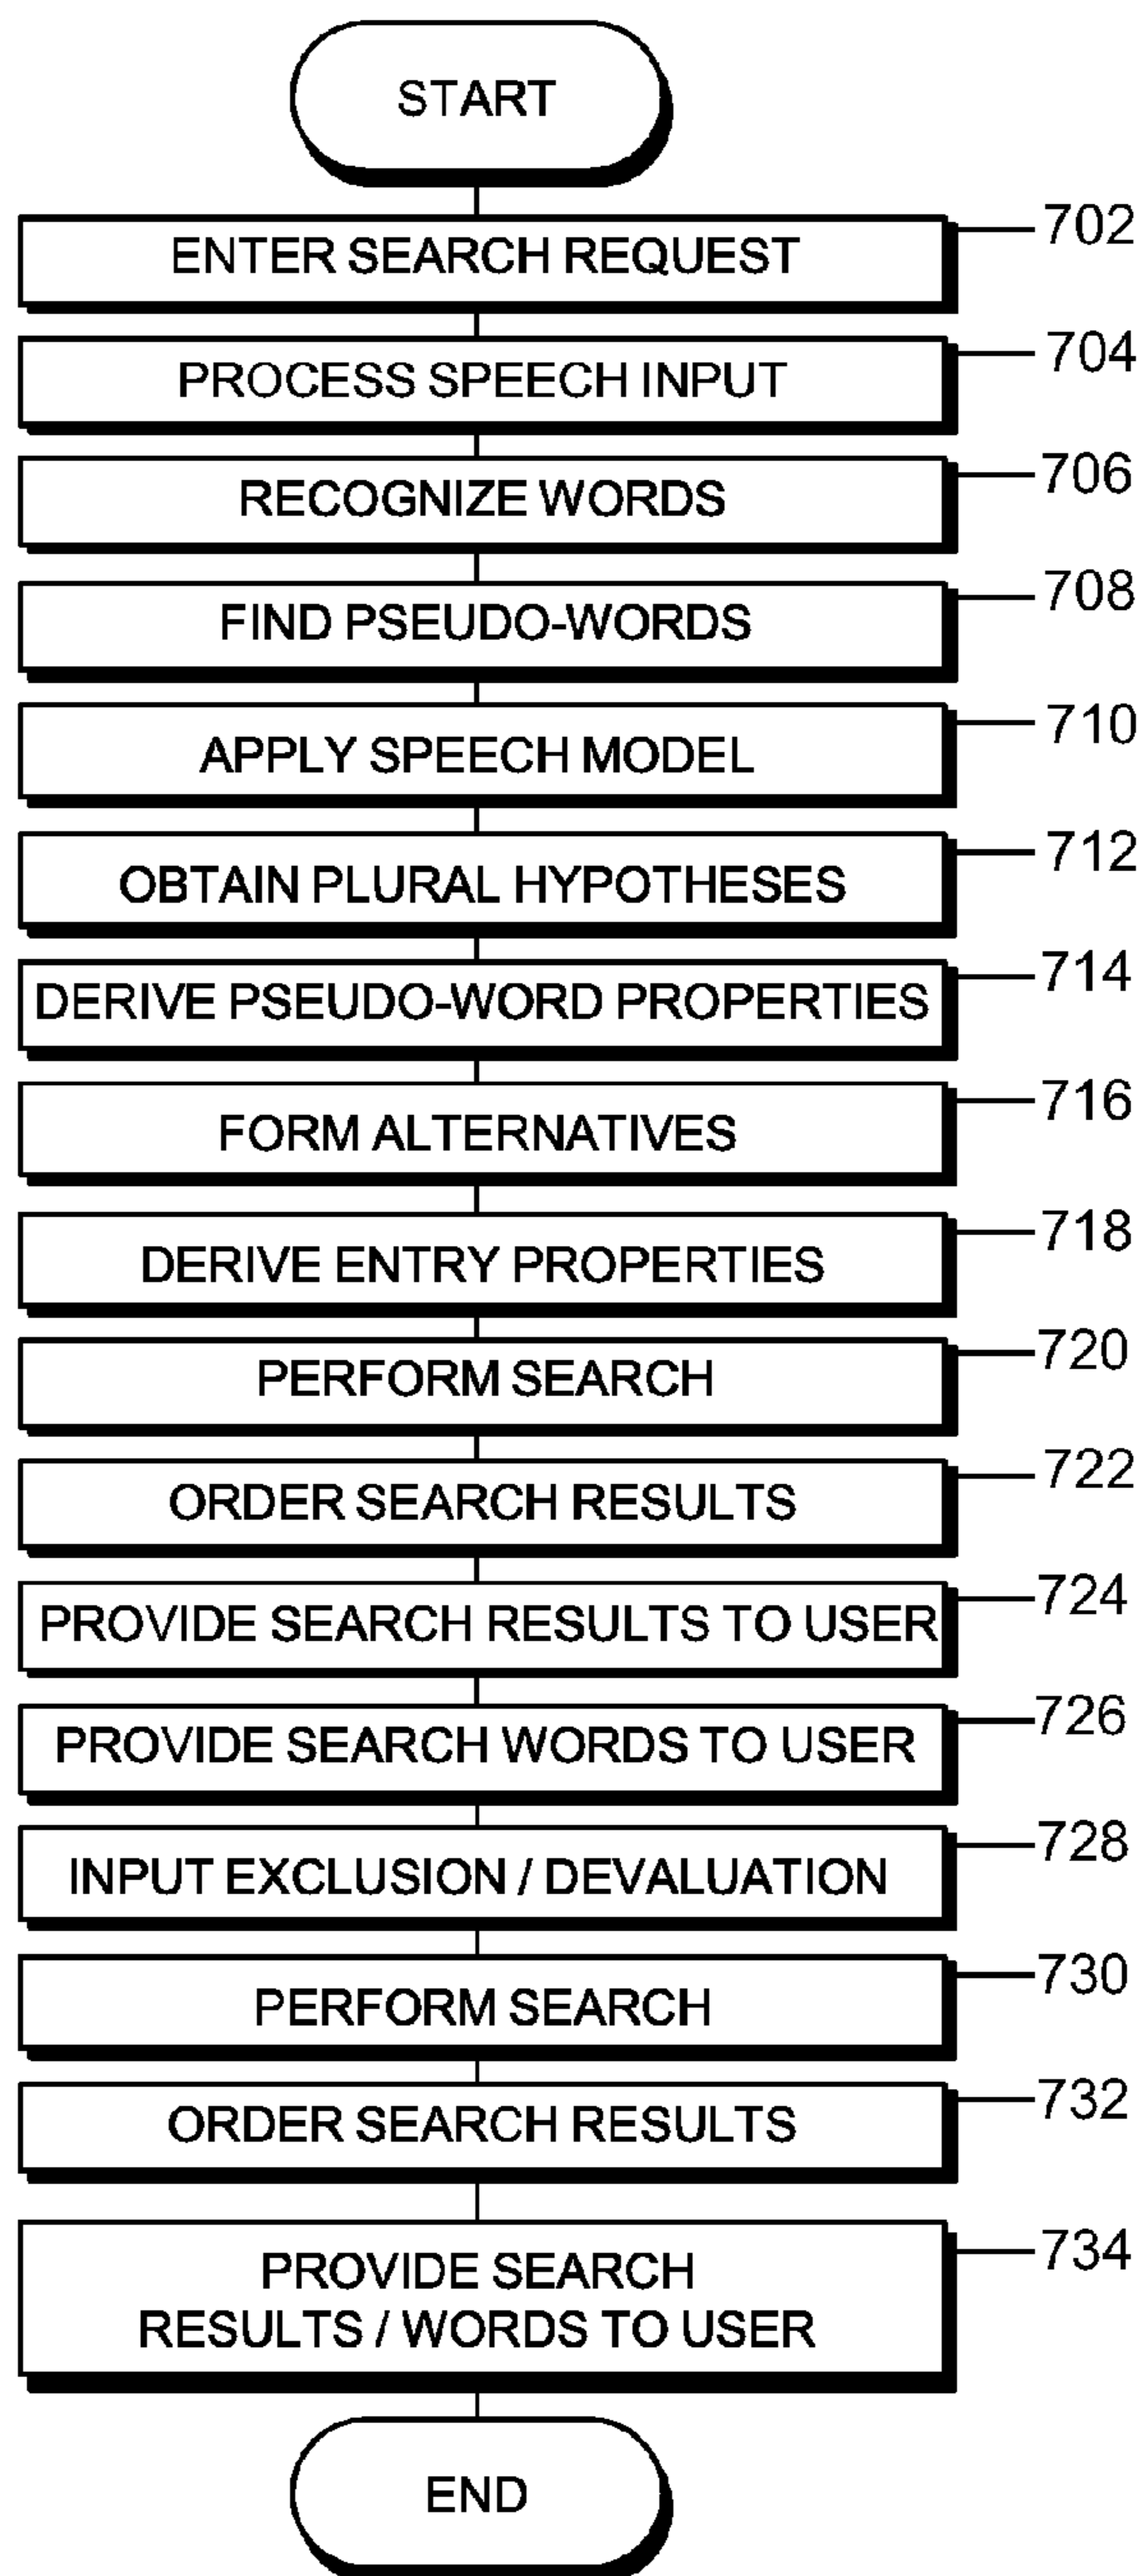 START
ENTER SEARCH REQUEST
702
PROCESS SPEECH INPUT
704
RECOGNIZE WORDS
706
FIND PSEUDO-WORDS
708
APPLY SPEECH MODEL
710
OBTAIN PLURAL HYPOTHESES
712
DERIVE PSEUDO-WORD PROPERTIES
714
FORM ALTERNATIVES
716
DERIVE ENTRY PROPERTIES
718
PERFORM SEARCH
720
ORDER SEARCH RESULTS
722
PROVIDE SEARCH RESULTS TO USER
724
PROVIDE SEARCH WORDS TO USER
726
INPUT EXCLUSION / DEVALUATION
728
PERFORM SEARCH
730
ORDER SEARCH RESULTS
732
PROVIDE SEARCH
RESULTS / WORDS TO USER
734
END